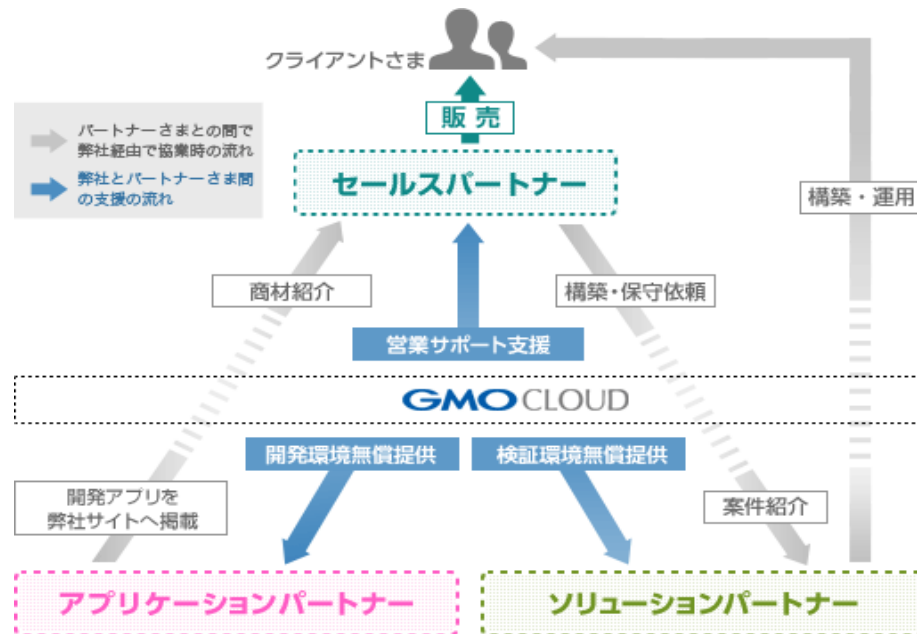 クライアントさま
販売
パートナーさまとの間で
弊社経由で協業時の流れ
弊社とパートナーさま間
の支援の流れ
セールスパートナー
構築・運用
商材紹介
構築・保守依頼
営業サポート支援
GMO CLOUD
開発環境無償提供
検証環境無償提供
開発アプリを
弊社サイトへ掲載
案件紹介
アプリケーションパートナー
ソリューションパートナー